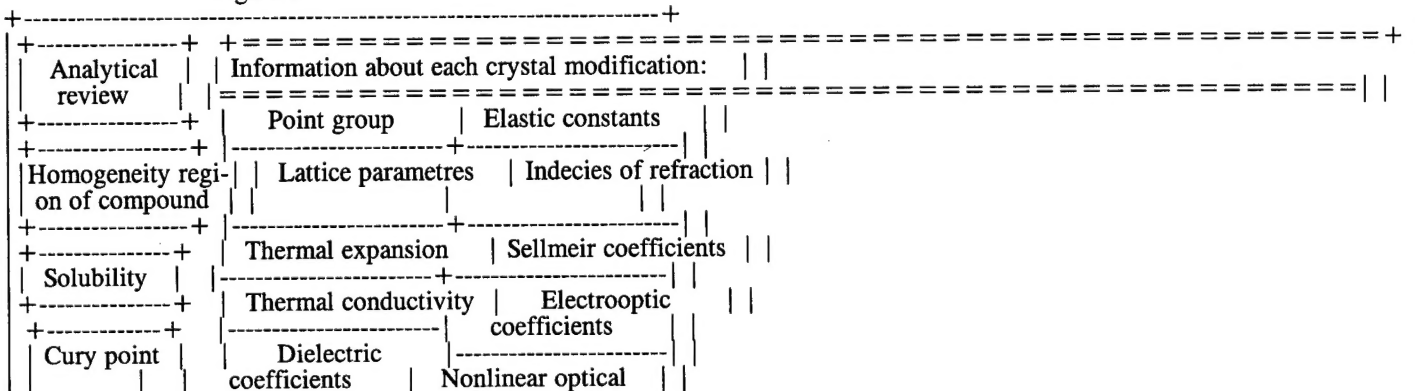 Analytical | Information about each crystal modification:
review
Point group | Elastic constants
Homogeneity regi- | Lattice parametres | Indecies of refraction
on of compound
Thermal expansion | Sellmeir coefficients
Solubility
Thermal conductivity | Electrooptic
coefficients
Cury point | Dielectric
coefficients | Nonlinear optical